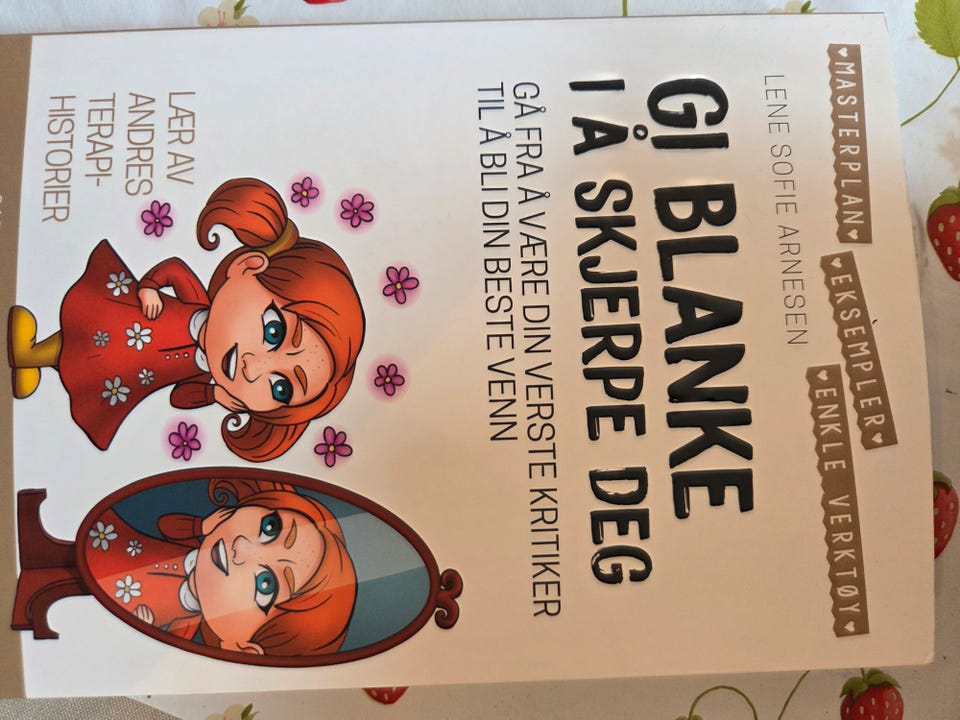 MASTERPLAN
EKSEMPLER
ENKLE VERKTØY
LENE SOFIE ARNESEN
GI BLANKE
I Å SKJERPE DEG
GÅ FRA Å VÆRE DIN VERSTE KRITIKER
TIL Å BLI DIN BESTE VENN
LÆR AV
ANDRES
TERAPI-
HISTORIER